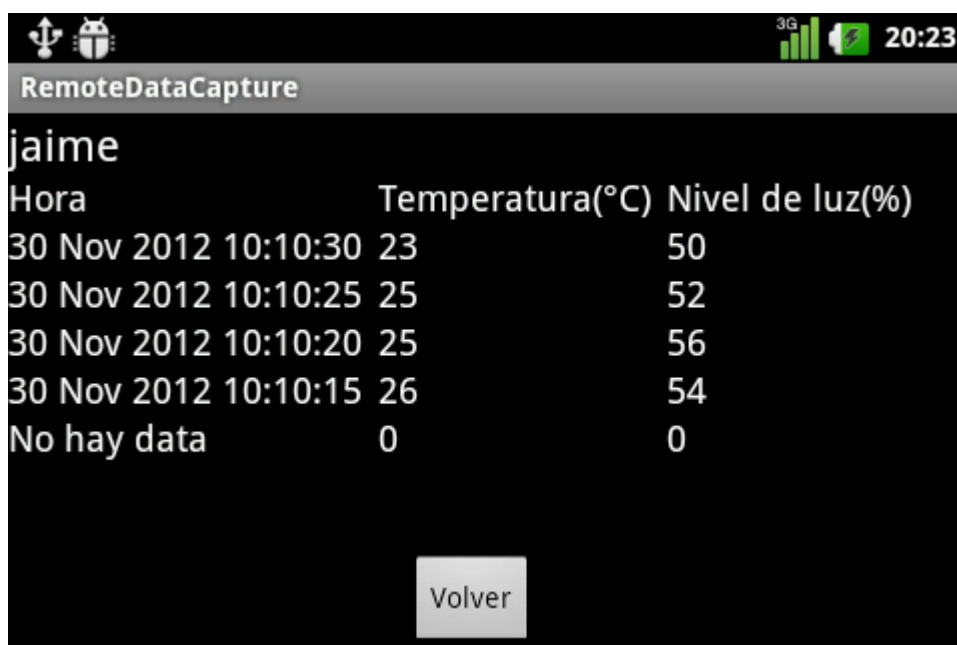 3G 20:23
RemoteDataCapture
jaime
Hora Temperatura(°C) Nivel de luz(%)
30 Nov 2012 10:10:30 23 50
30 Nov 2012 10:10:25 25 52
30 Nov 2012 10:10:20 25 56
30 Nov 2012 10:10:15 26 54
No hay data 0 0
Volver